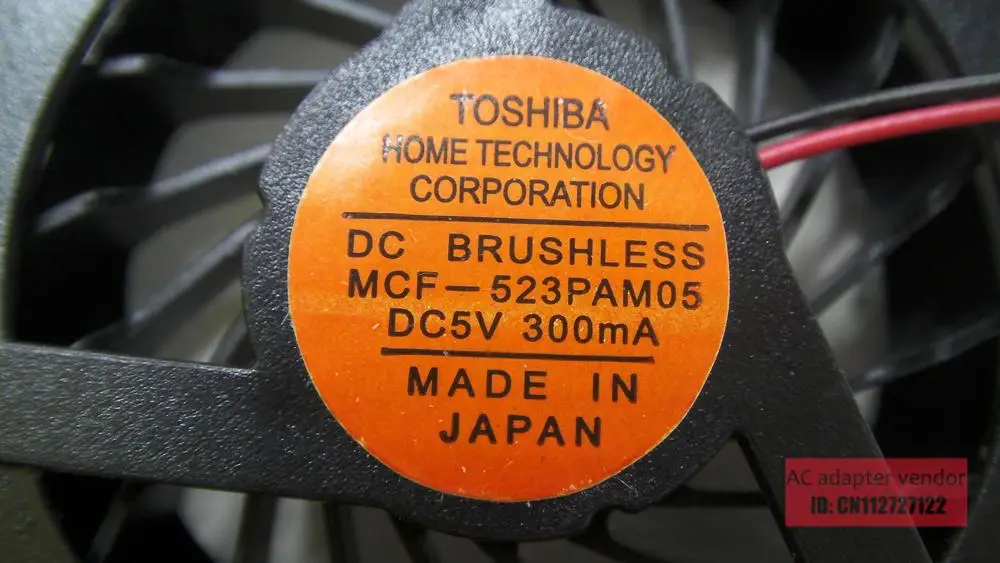 TOSHIBA
HOME TECHNOLOGY
CORPORATION
DC BRUSHLESS
MCF-523PAM05
DC5V 300mA
MADE IN
JAPAN
AC adapter vendor
ID: CN112727122